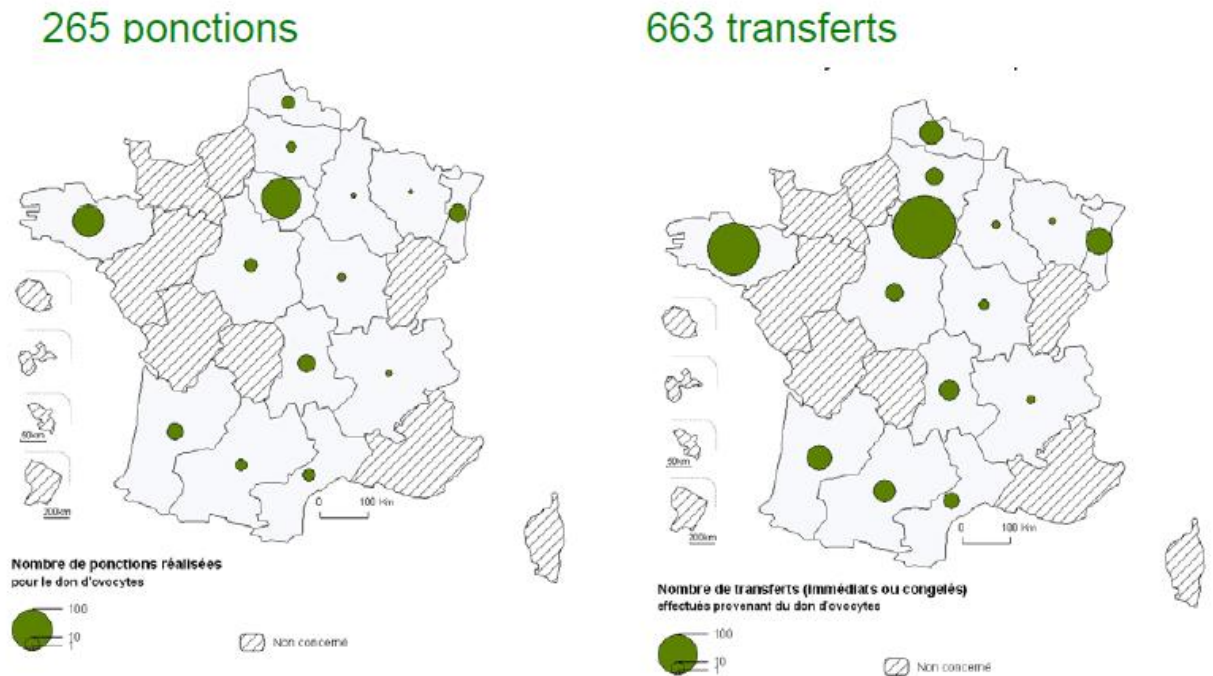 265 ponctions
0 100 Km
50km
200km
Nombre de ponctions réalisées
pour le don d'ovocytes
100
10
1
Non concerné
663 transferts
0 100 Km
50km
200km
Nombre de transferts (immédiats ou congelés)
effectués provenant du don d'ovocytes
100
10
1
Non concerné